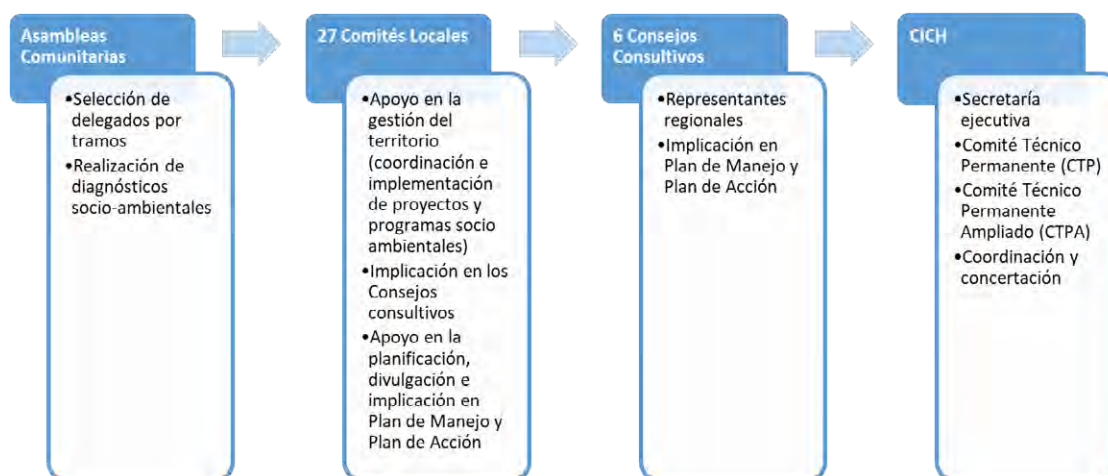 Asambleas
Comunitarias
•Selección de
delegados por
tramos
•Realización de
diagnósticos
socio-ambientales
27 Comités Locales
•Apoyo en la
gestión del
territorio
(coordinación e
implementación
de proyectos y
programas socio
ambientales)
•Implicación en los
Consejos
consultivos
•Apoyo en la
planificación,
divulgación e
implicación en
Plan de Manejo y
Plan de Acción
6 Consejos
Consultivos
•Representantes
regionales
•Implicación en
Plan de Manejo y
Plan de Acción
CICH
•Secretaría
ejecutiva
•Comité Técnico
Permanente (CTP)
•Comité Técnico
Permanente
Ampliado (CTPA)
•Coordinación y
concertación